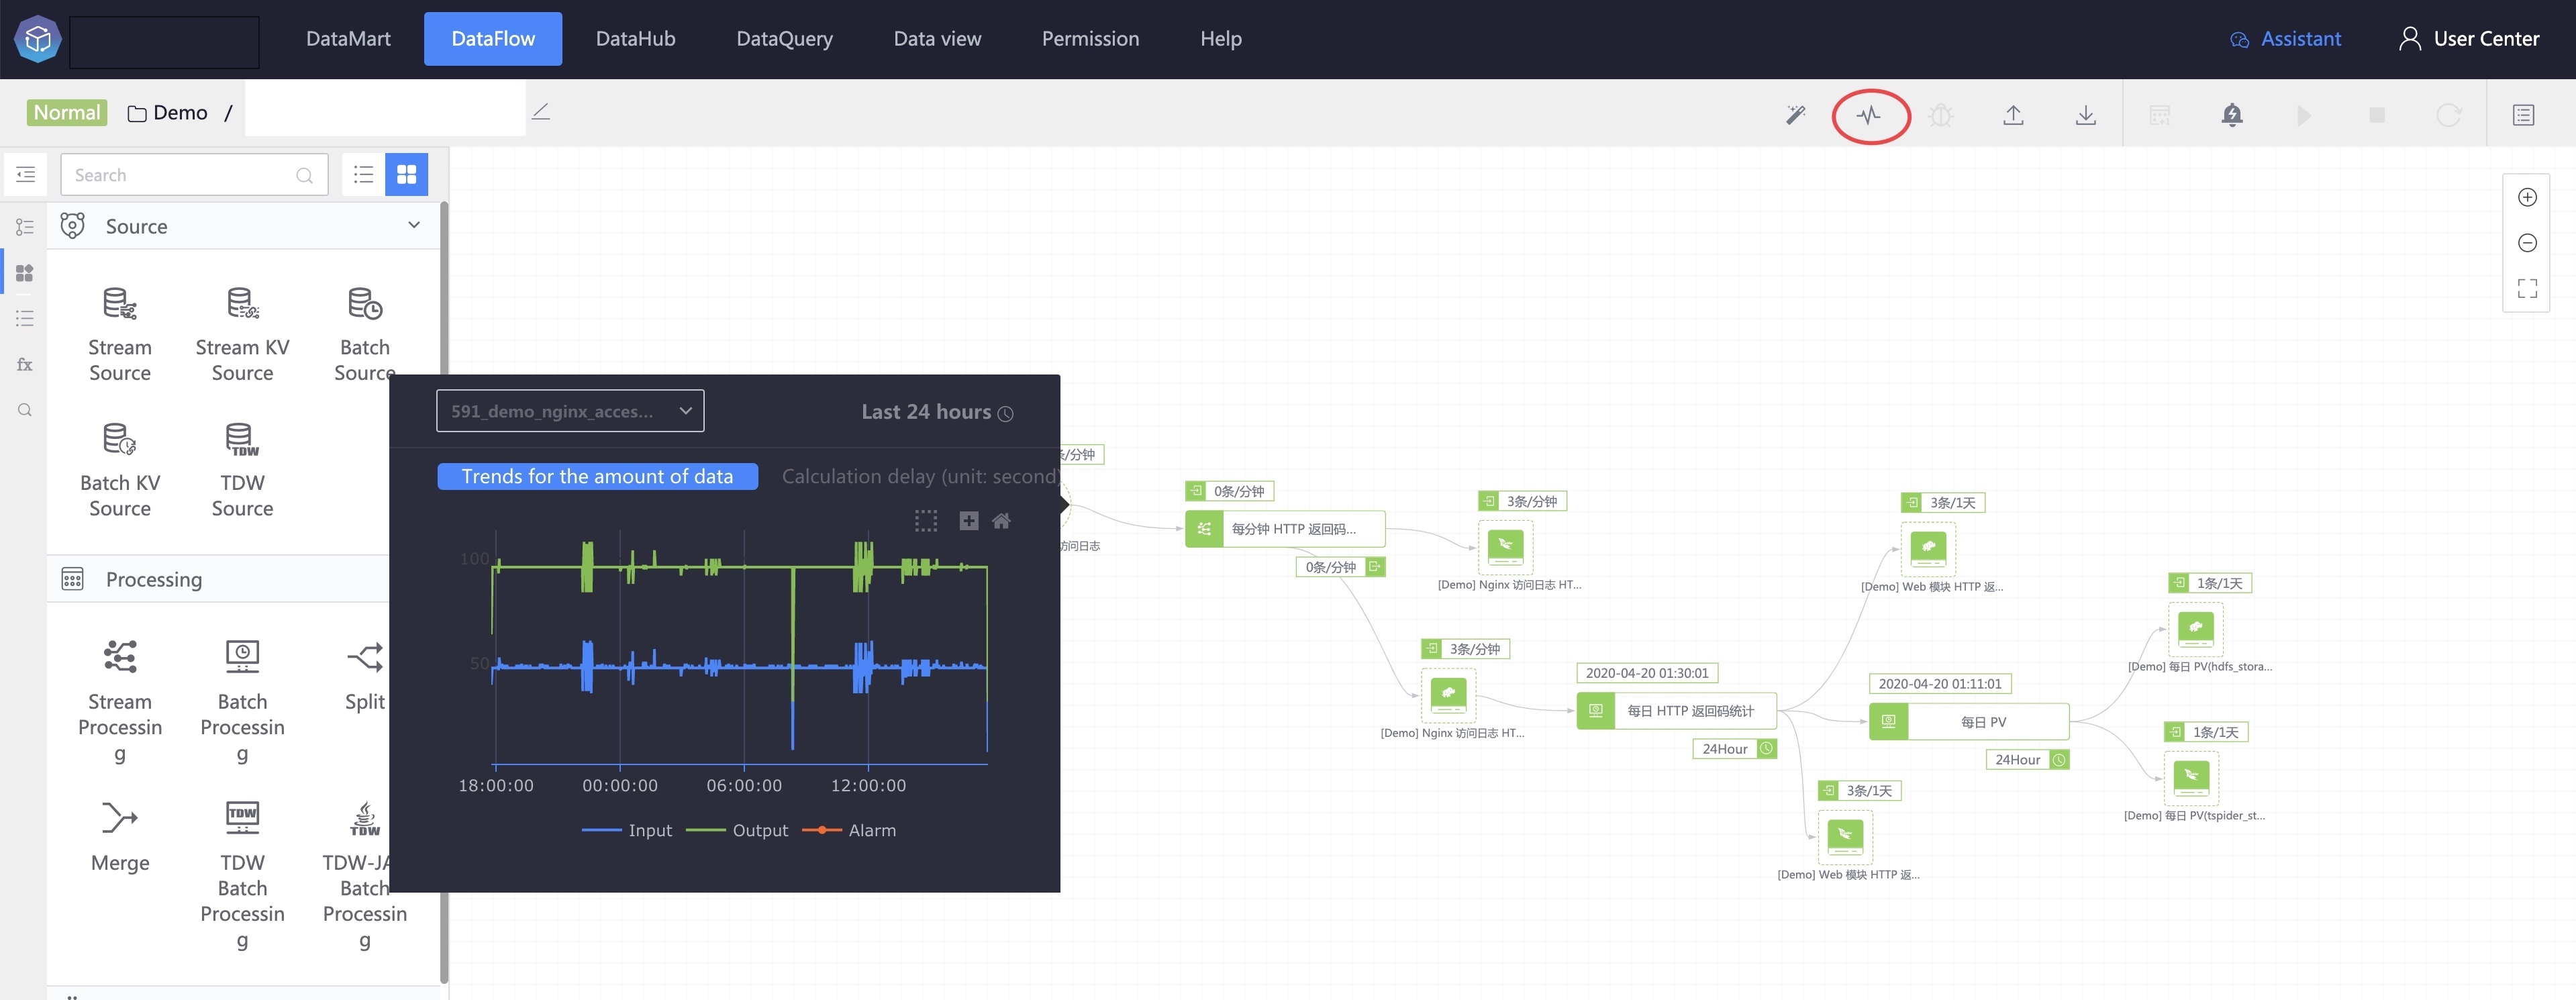 DataMart DataFlow DataHub DataQuery Data view Permission Help Assistant User Center
Normal Demo /
Search
Source
Stream Source
Stream KV Source
Batch Source
Batch KV Source
TDW Source
Processing
Stream Processing
Batch Processing
Split
Merge
TDW Batch Processing
TDW
Batch Processing
fx
591_demo_nginx_acces...
Last 24 hours
Trends for the amount of data
Calculation delay (unit: second)
100
50
18:00:00 00:00:00 06:00:00 12:00:00
Input Output Alarm
/分钟
访问日志
0条/分钟
每分钟 HTTP 返回码...
0条/分钟
3条/分钟
[Demo] Nginx 访问日志 HT...
3条/分钟
[Demo] Nginx 访问日志 HT...
2020-04-20 01:30:01
每日 HTTP 返回码统计
24Hour
3条/1天
[Demo] Web 模块 HTTP 返...
3条/1天
[Demo] Web 模块 HTTP 返...
2020-04-20 01:11:01
每日 PV
24Hour
1条/1天
[Demo] 每日 PV(hdfs_stora...
1条/1天
[Demo] 每日 PV(tspider_st...